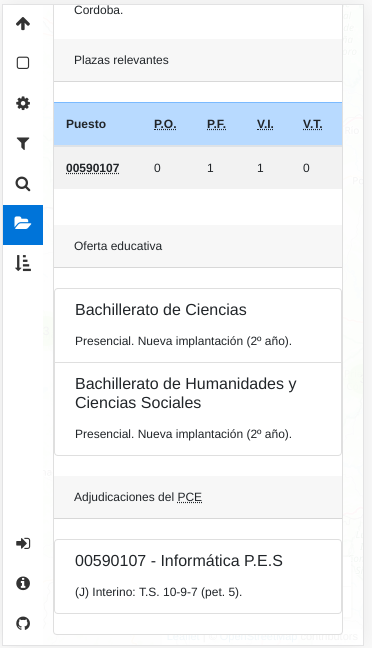 Cordoba.
Plazas relevantes
Puesto P.O. P.F. V.I. V.T.
00590107 0 1 1 0
Oferta educativa
Bachillerato de Ciencias
Presencial. Nueva implantación (2º año).
Bachillerato de Humanidades y
Ciencias Sociales
Presencial. Nueva implantación (2º año).
Adjudicaciones del PCE
00590107 - Informática P.E.S
(J) Interino: T.S. 10-9-7 (pet. 5).